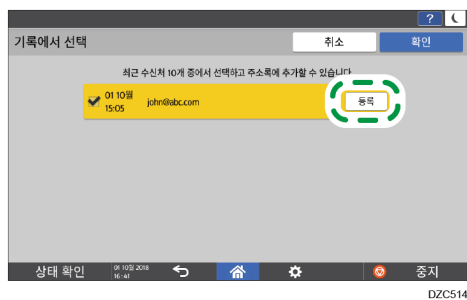 ?
기록에서 선택 취소 확인
최근 수신처 10개 중에서 선택하고 주소록에 추가할 수 있습니다.
01 10월
15:05
john@abc.com 등록
상태 확인
01 10월 2018
16:41
중지
DZC514